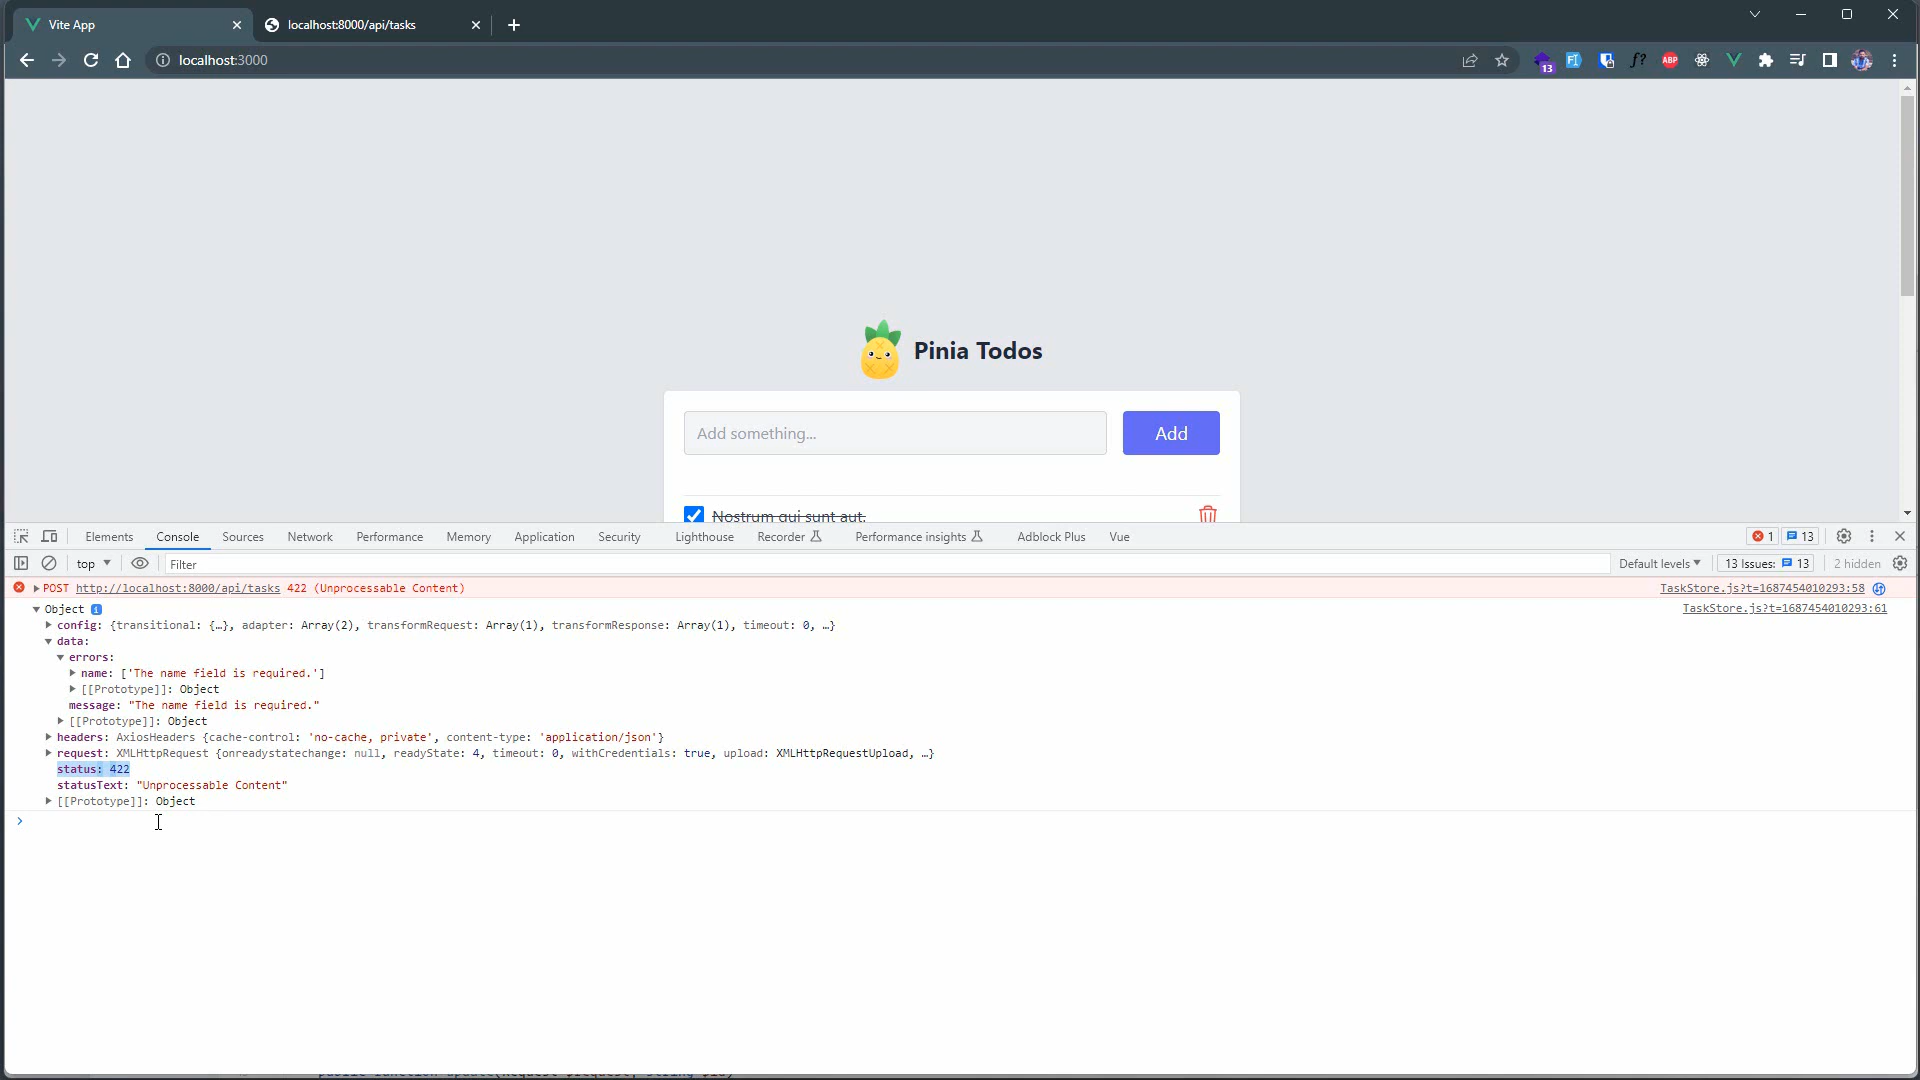 Vite App
localhost:8000/api/tasks
localhost:3000
13
FI
f?
ABP
Pinia Todos
Add something...
Add
Nostrum qui sunt aut.
Elements Console Sources Network Performance Memory Application Security Lighthouse Recorder Performance insights Adblock Plus Vue 1 13
top Filter Default levels 13 Issues: 13 2 hidden
POST http://localhost:8000/api/tasks 422 (Unprocessable Content) TaskStore.js?t=1687454010293:58
Object i TaskStore.js?t=1687454010293:61
config: {transitional: {…}, adapter: Array(2), transformRequest: Array(1), transformResponse: Array(1), timeout: 0, …}
data:
errors:
name: ['The name field is required.']
[[Prototype]]: Object
message: "The name field is required."
[[Prototype]]: Object
headers: AxiosHeaders {cache-control: 'no-cache, private', content-type: 'application/json'}
request: XMLHttpRequest {onreadystatechange: null, readyState: 4, timeout: 0, withCredentials: true, upload: XMLHttpRequestUpload, …}
status: 422
statusText: "Unprocessable Content"
[[Prototype]]: Object